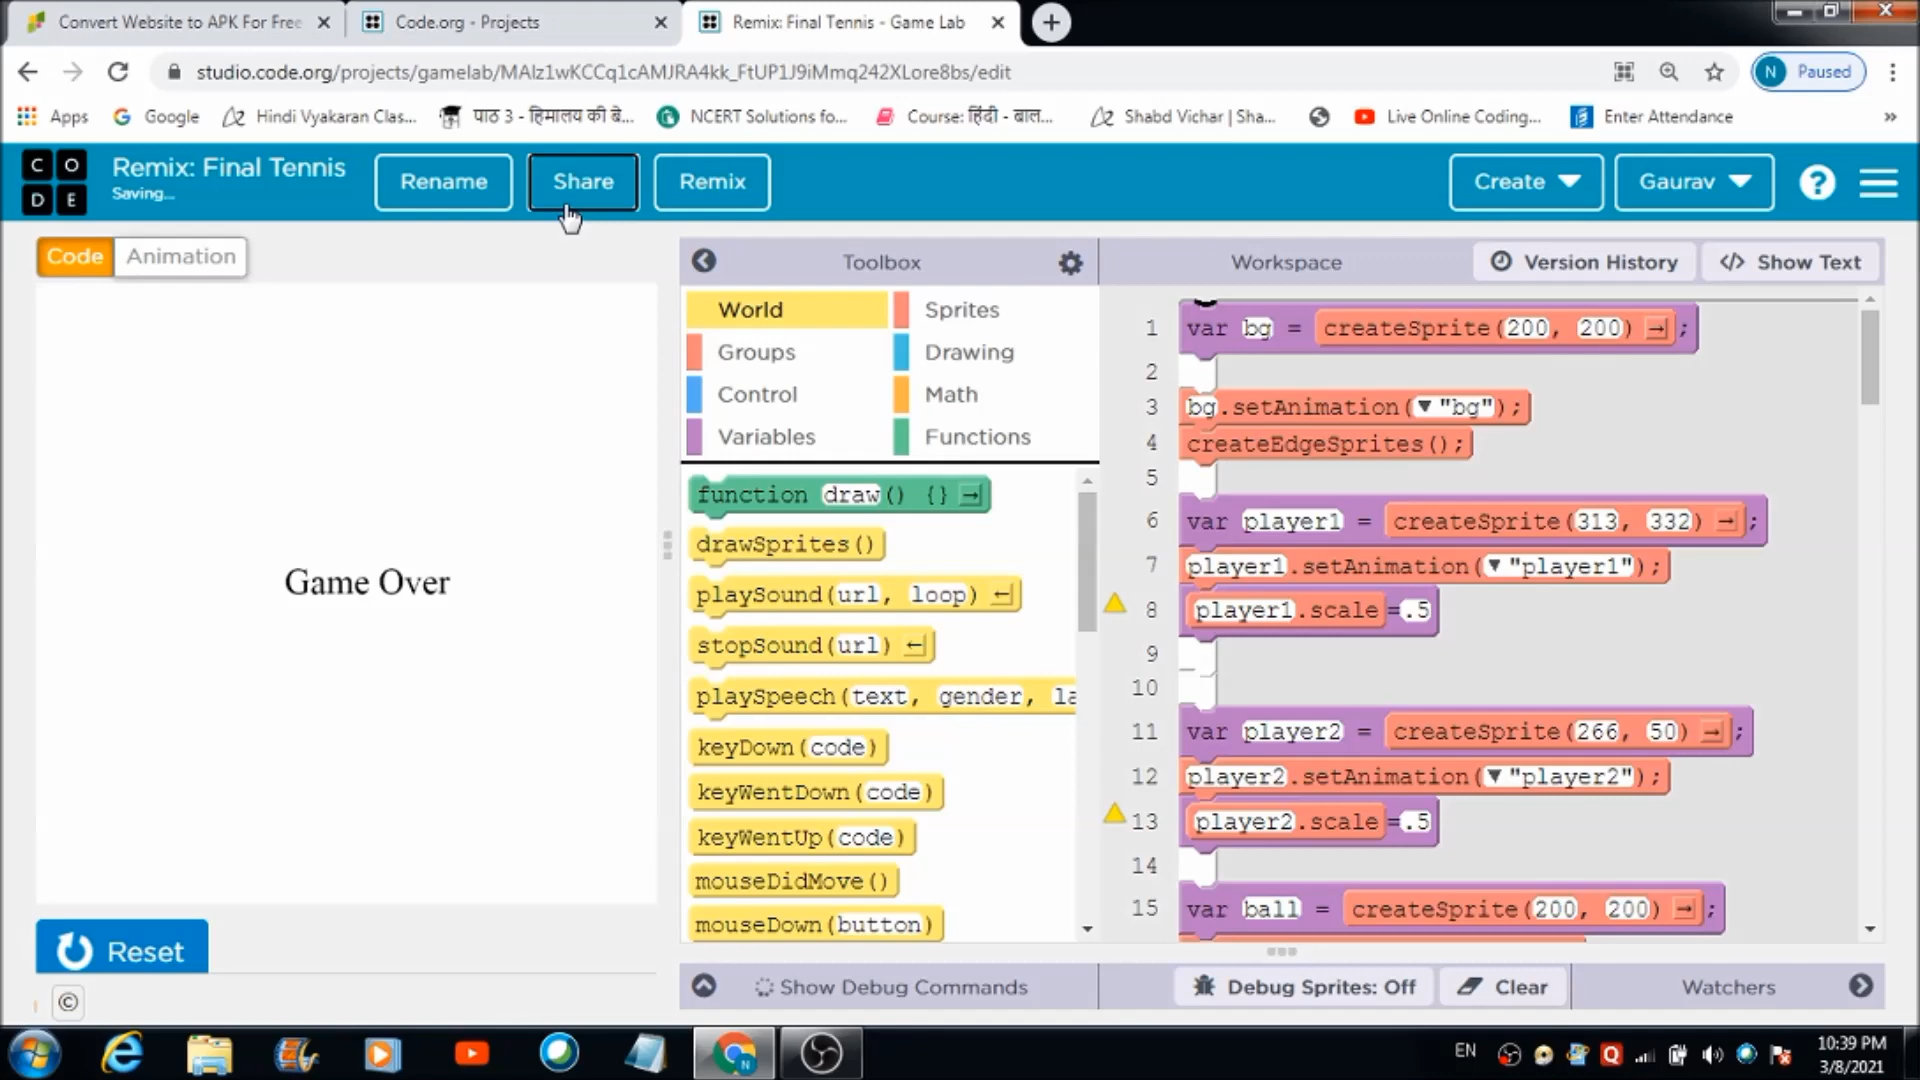 Convert Website to APK For Free
Code.org - Projects
Remix: Final Tennis - Game Lab
studio.code.org/projects/gamelab/MAlz1wKCCq1cAMJRA4kk_FtUP1J9iMmq242XLore8bs/edit
N Paused
Apps
Google
Hindi Vyakaran Clas...
पाठ 3 - हिमालय की बे...
NCERT Solutions fo...
Course: हिंदी - बाल...
Shabd Vichar | Sha...
Live Online Coding...
Enter Attendance
»
C O
D E
Remix: Final Tennis
Saving...
Rename
Share
Remix
Create
Gaurav
?
Code
Animation
Game Over
Reset
©
Toolbox
World
Sprites
Groups
Drawing
Control
Math
Variables
Functions
function draw() {}
drawSprites()
playSound(url, loop)
stopSound(url)
playSpeech(text, gender, la
keyDown(code)
keyWentDown(code)
keyWentUp(code)
mouseDidMove()
mouseDown(button)
Workspace
Version History
</> Show Text
1 var bg = createSprite(200, 200) ;
2
3 bg.setAnimation( "bg");
4 createEdgeSprites();
5
6 var player1 = createSprite(313, 332) ;
7 player1.setAnimation( "player1");
8 player1.scale=.5
9
10
11 var player2 = createSprite(266, 50) ;
12 player2.setAnimation( "player2");
13 player2.scale=.5
14
15 var ball = createSprite(200, 200) ;
Show Debug Commands
Debug Sprites: Off
Clear
Watchers
EN
10:39 PM
3/8/2021